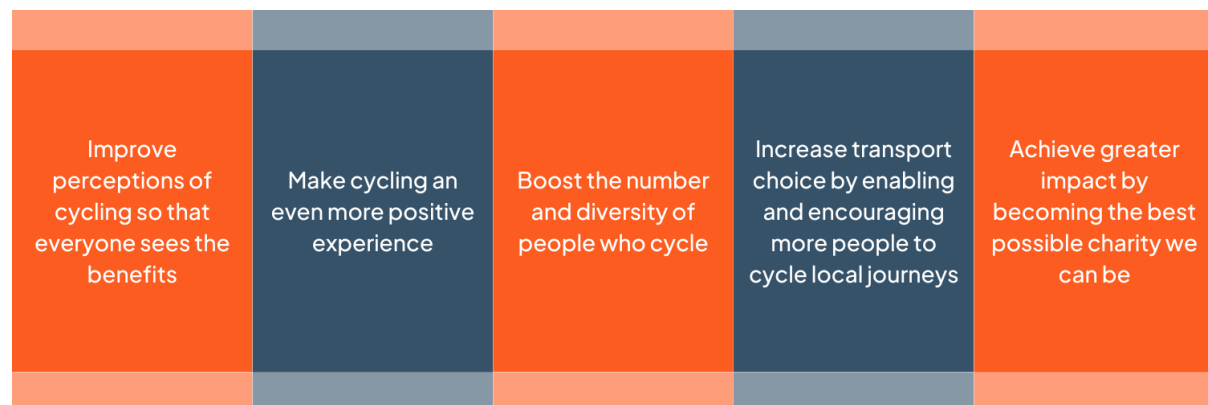 Improve
perceptions of
cycling so that
everyone sees the
benefits
Make cycling an
even more positive
experience
Boost the number
and diversity of
people who cycle
Increase transport
choice by enabling
and encouraging
more people to
cycle local journeys
Achieve greater
impact by
becoming the best
possible charity we
can be